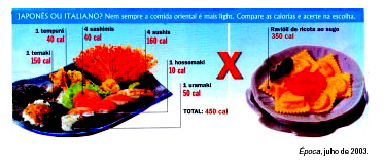 JAPONÊS OU ITALIANO? Nem sempre a comida oriental é mais light. Compare as calorias e acerte na escolha.
1 tempurá
40 cal
4 sashimis
40 cal
4 sushis
160 cal
1 temaki
150 cal
1 hossomaki
10 cal
1 uramaki
50 cal
TOTAL: 450 cal
X
Ravióli de ricota ao sugo
350 cal
Época, julho de 2003.